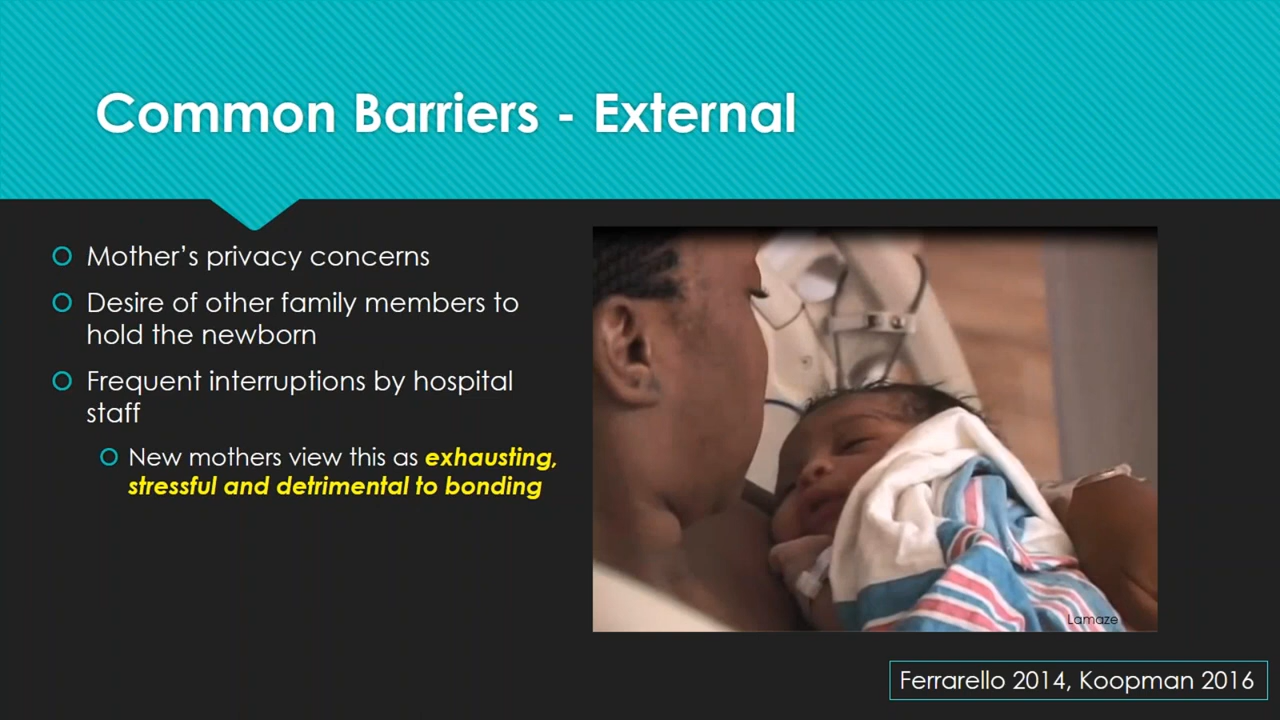 Common Barriers - External
Mother's privacy concerns
Desire of other family members to
hold the newborn
Frequent interruptions by hospital
staff
New mothers view this as exhausting,
stressful and detrimental to bonding
Lamaze
Ferrarello 2014, Koopman 2016